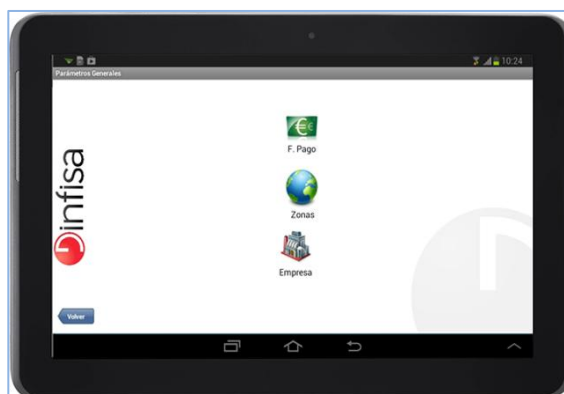 10:24
Parámetros Generales
F. Pago
infisa
Zonas
Empresa
Volver